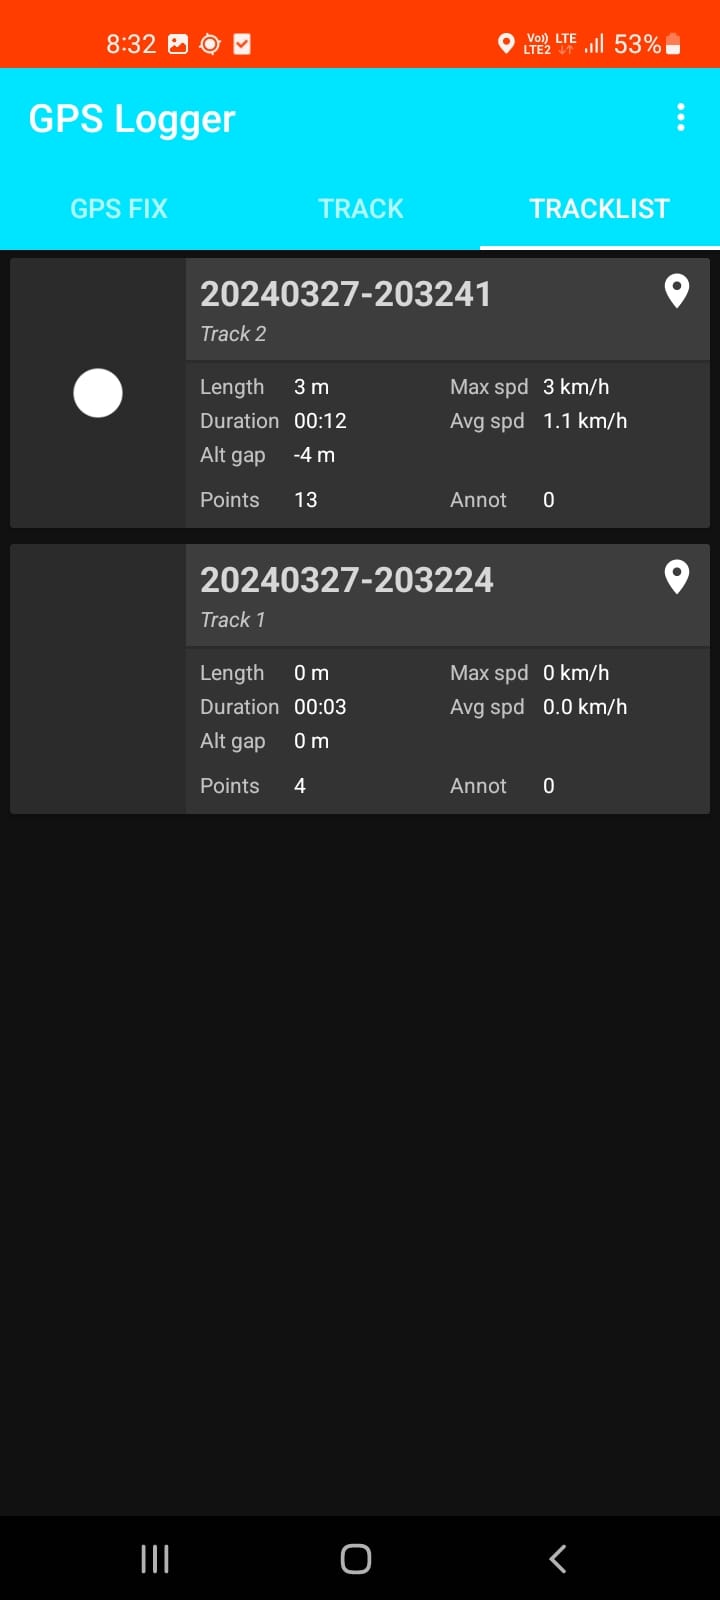 8:32 Vo)) LTE2 LTE 53%
GPS Logger
GPS FIX TRACK TRACKLIST
20240327-203241
Track 2
Length 3 m Max spd 3 km/h
Duration 00:12 Avg spd 1.1 km/h
Alt gap -4 m
Points 13 Annot 0
20240327-203224
Track 1
Length 0 m Max spd 0 km/h
Duration 00:03 Avg spd 0.0 km/h
Alt gap 0 m
Points 4 Annot 0